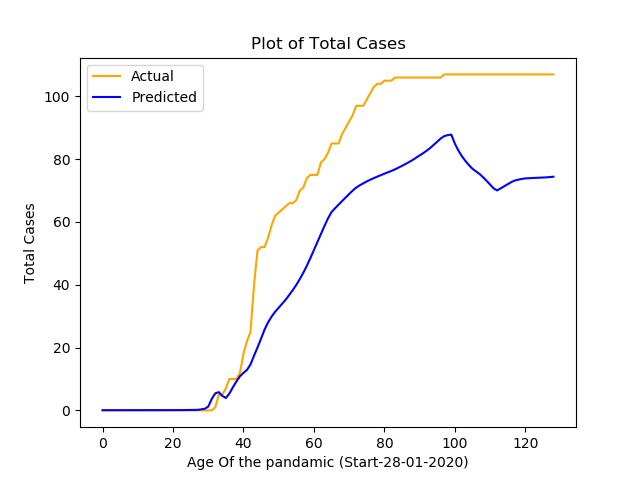 Plot of Total Cases
Actual
Predicted
Total Cases
100
80
60
40
20
0
0 20 40 60 80 100 120
Age Of the pandamic (Start-28-01-2020)